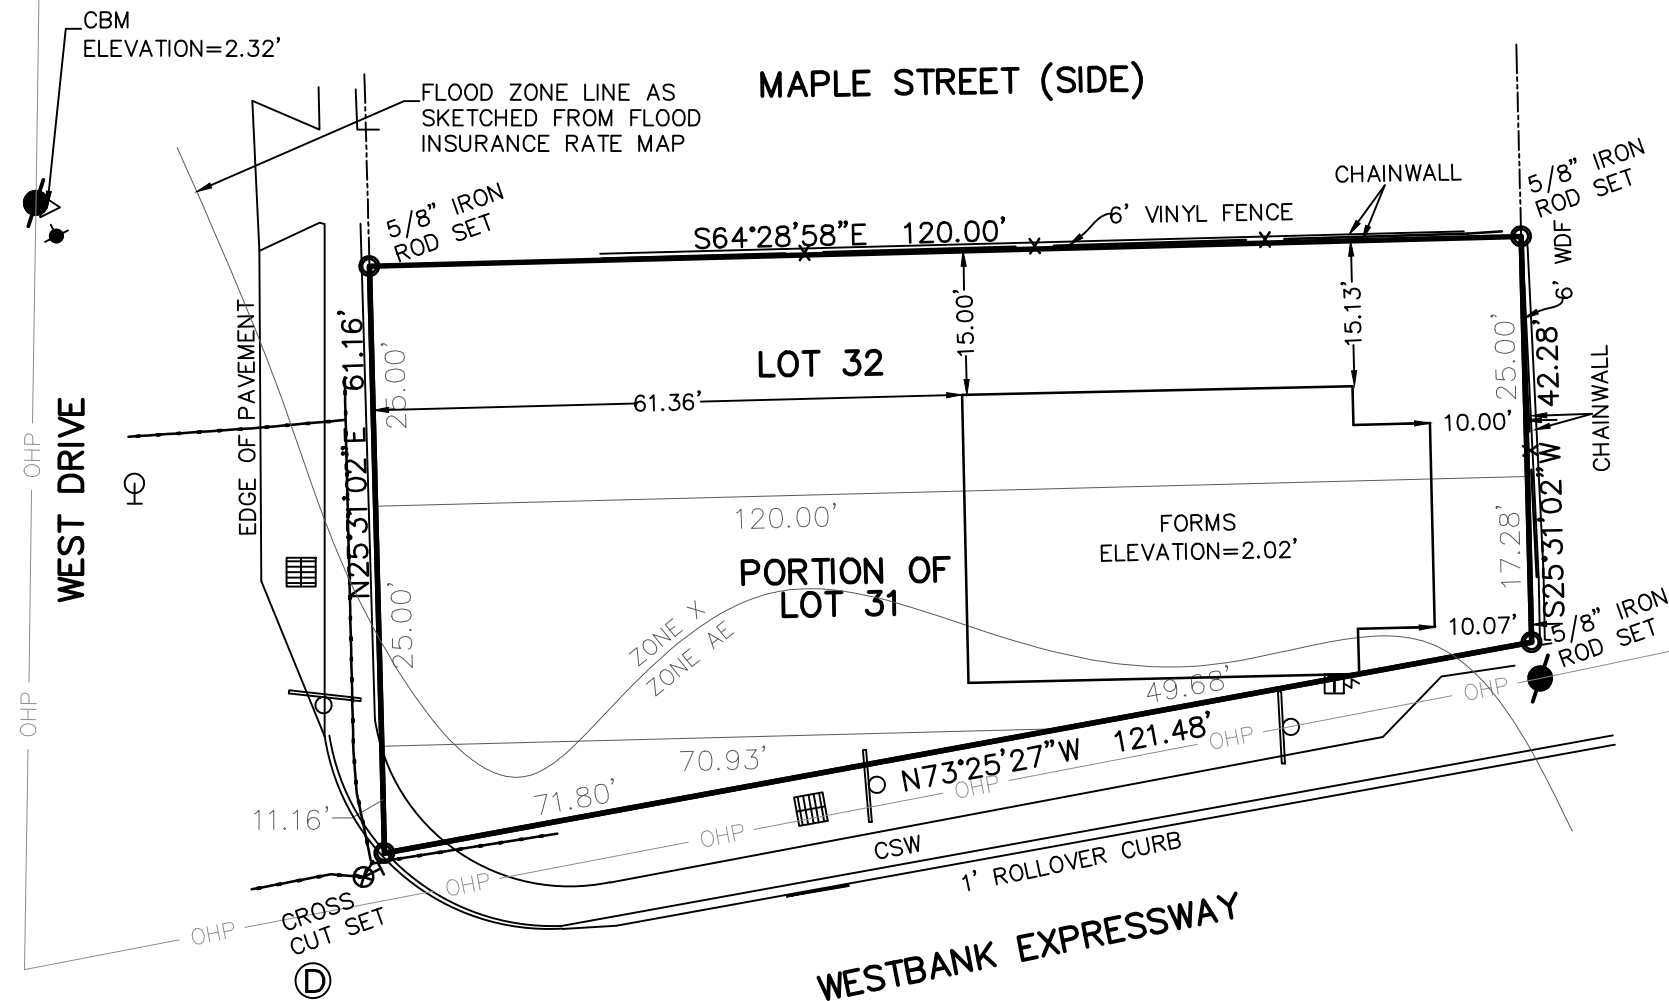 CBM
ELEVATION=2.32'
MAPLE STREET (SIDE)
FLOOD ZONE LINE AS
SKETCHED FROM FLOOD
INSURANCE RATE MAP
CHAINWALL
5/8" IRON
ROD SET
5/8" IRON
ROD SET
6' VINYL FENCE
S64°28'58"E 120.00'
6' WDF
15.00'
15.13'
61.16'
N25°31'02"E
25.00'
EDGE OF PAVEMENT
LOT 32
61.36'
25.00'
42.28'
S25°31'02"W
CHAINWALL
10.00'
WEST DRIVE
OHP
120.00'
FORMS
ELEVATION=2.02'
17.28'
PORTION OF
LOT 31
25.00'
ZONE X
ZONE AE
10.07'
5/8" IRON
ROD SET
49.68'
OHP
OHP
70.93'
N73°25'27"W 121.48'
OHP
OHP
71.80'
11.16'
OHP
CSW
1' ROLLOVER CURB
OHP
OHP
CROSS
CUT SET
D
WESTBANK EXPRESSWAY